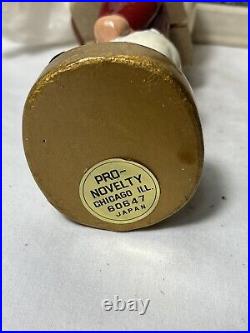 PRO-
NOVELTY
CHICAGO ILL.
60647
JAPAN